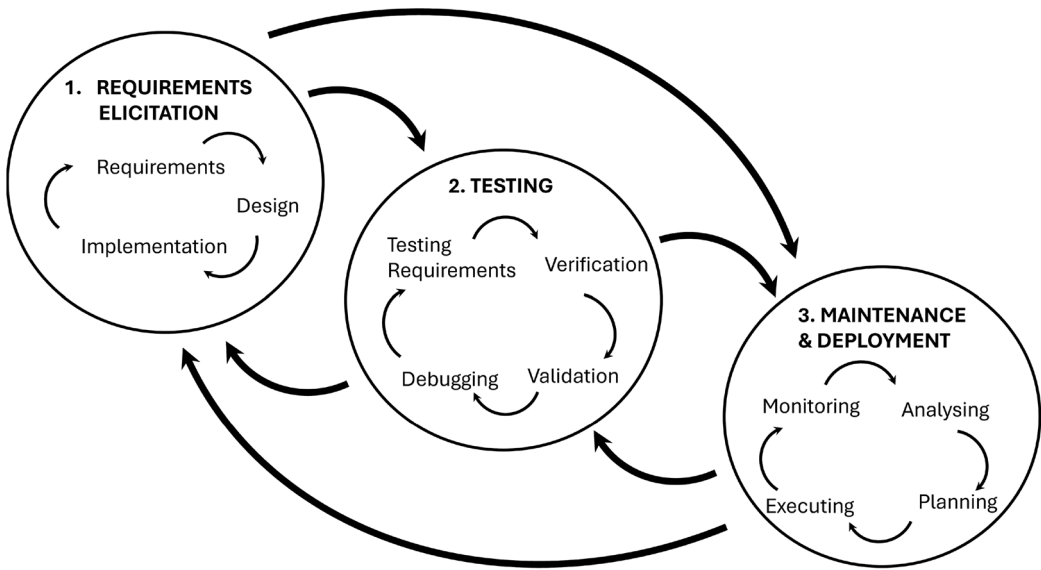 1. REQUIREMENTS
ELICITATION
Requirements
Design
Implementation
2. TESTING
Testing
Requirements
Verification
Validation
Debugging
3. MAINTENANCE
& DEPLOYMENT
Monitoring
Analysing
Planning
Executing